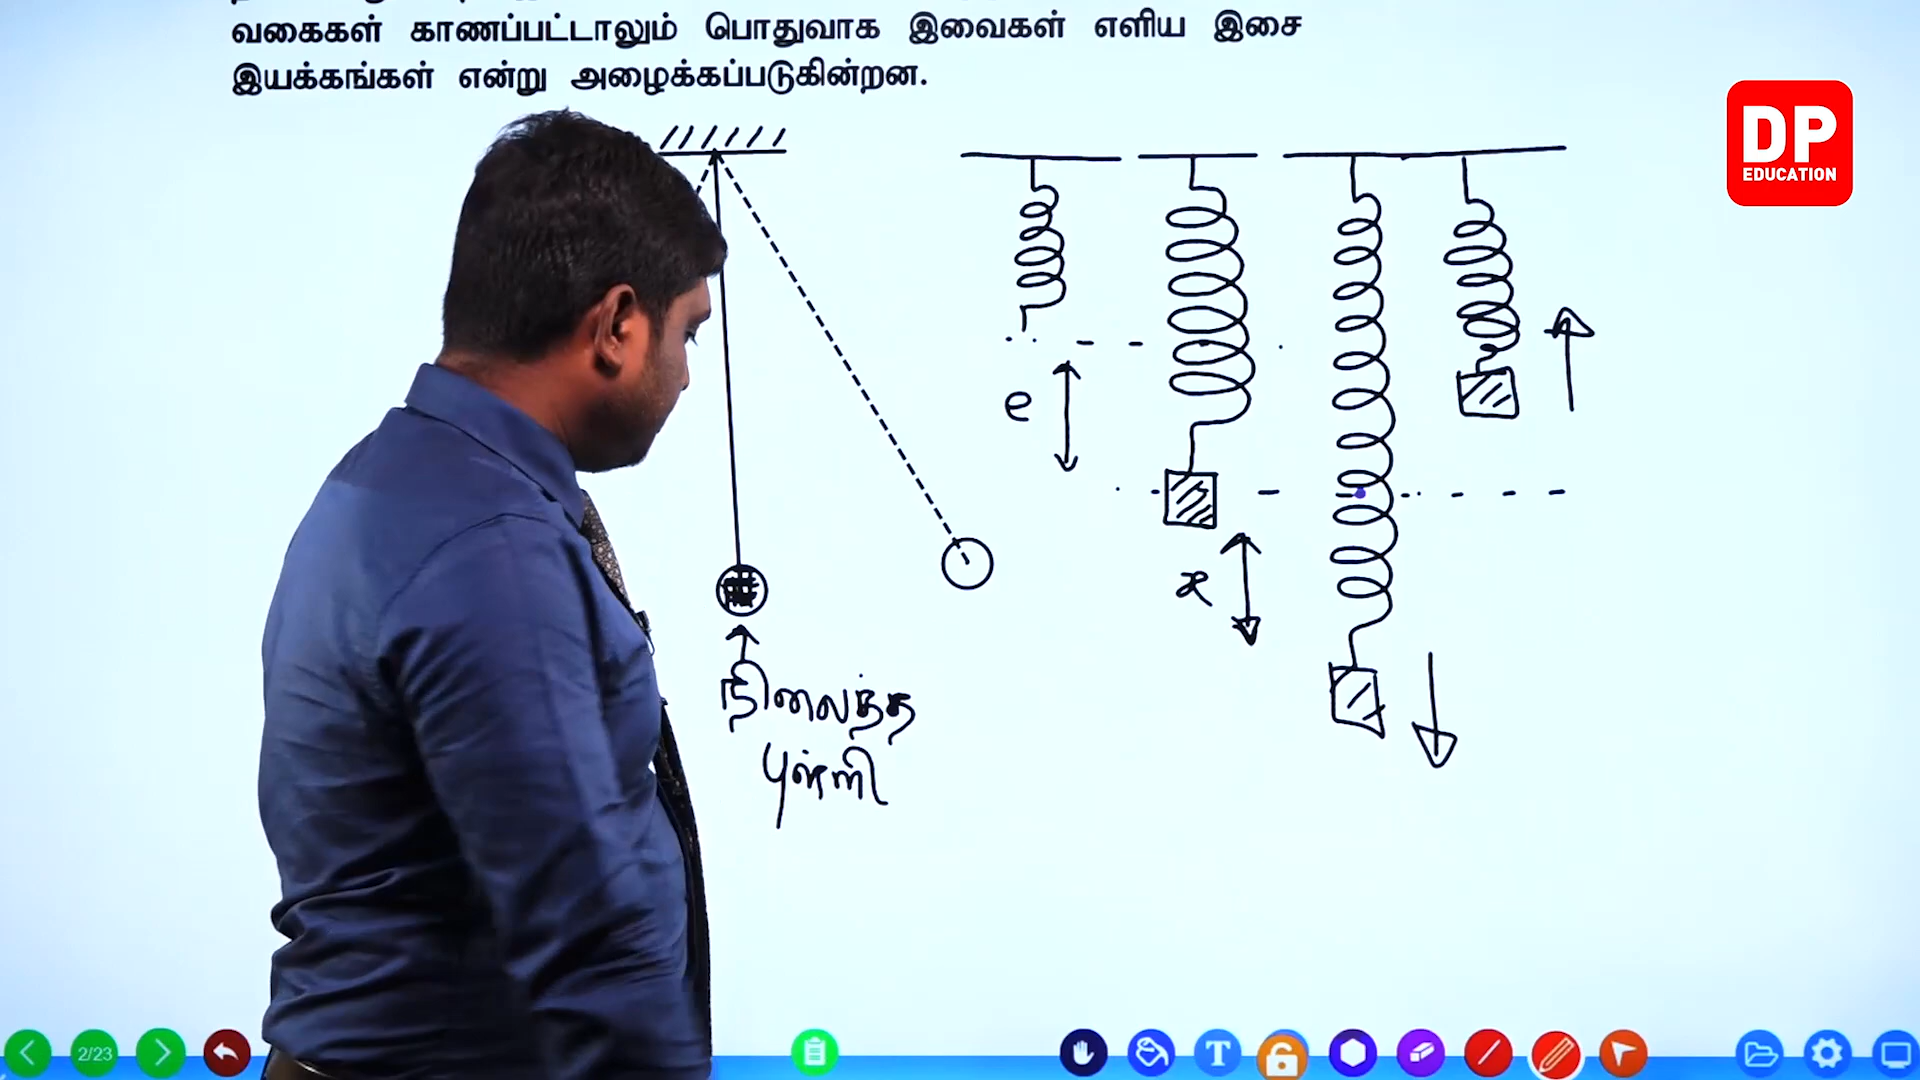 வகைகள் காணப்பட்டாலும் பொதுவாக இவைகள் எளிய இசை
இயக்கங்கள் என்று அழைக்கப்படுகின்றன.
DP
EDUCATION
e
x
நிலைத்த
புள்ளி
2/23
T